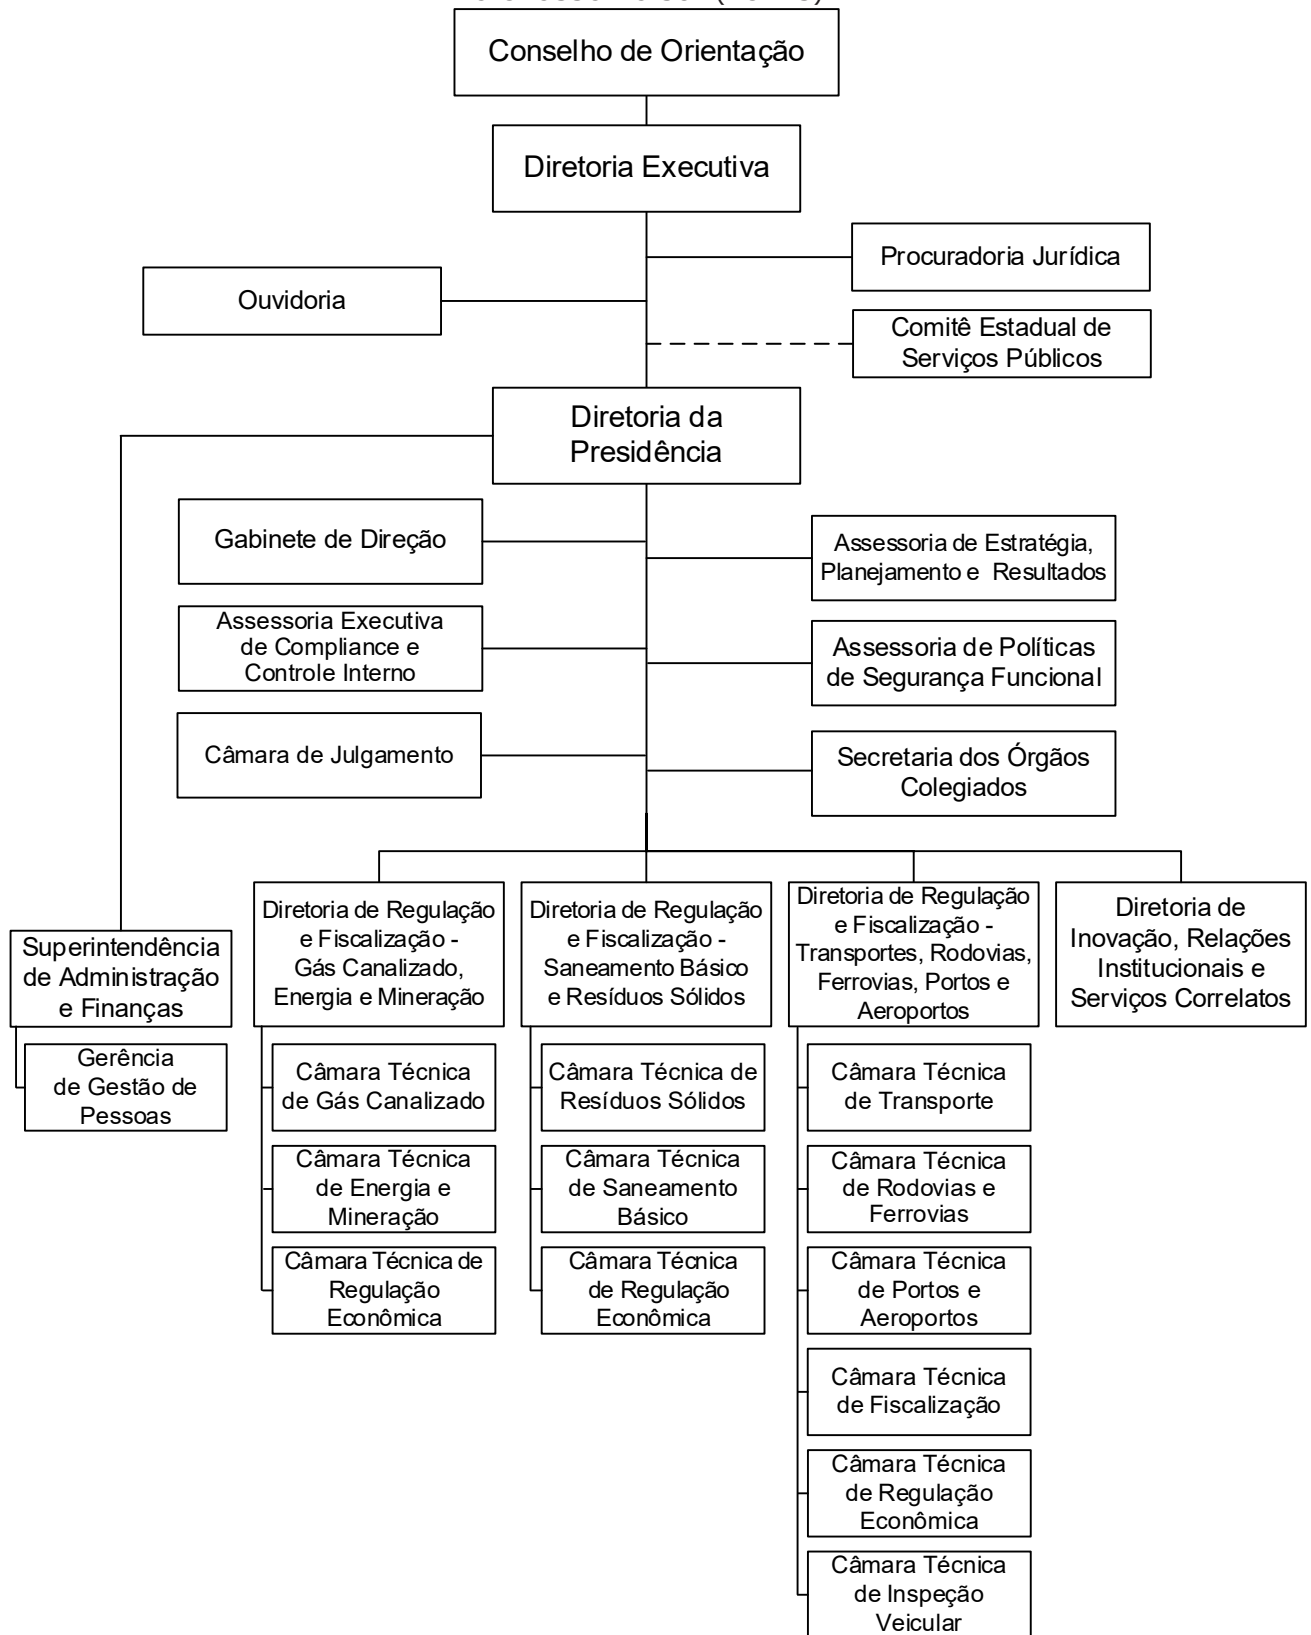 Conselho de Orientação
Diretoria Executiva
Procuradoria Jurídica
Ouvidoria
Comitê Estadual de
Serviços Públicos
Diretoria da
Presidência
Gabinete de Direção
Assessoria de Estratégia,
Planejamento e Resultados
Assessoria Executiva
de Compliance e
Controle Interno
Assessoria de Políticas
de Segurança Funcional
Câmara de Julgamento
Secretaria dos Órgãos
Colegiados
Superintendência
de Administração
e Finanças
Gerência
de Gestão de
Pessoas
Diretoria de Regulação
e Fiscalização -
Gás Canalizado,
Energia e Mineração
Câmara Técnica
de Gás Canalizado
Câmara Técnica
de Energia e
Mineração
Câmara Técnica de
Regulação
Econômica
Diretoria de Regulação
e Fiscalização -
Saneamento Básico
e Resíduos Sólidos
Câmara Técnica de
Resíduos Sólidos
Câmara Técnica
de Saneamento
Básico
Câmara Técnica
de Regulação
Econômica
Diretoria de Regulação
e Fiscalização -
Transportes, Rodovias,
Ferrovias, Portos e
Aeroportos
Câmara Técnica
de Transporte
Câmara Técnica
de Rodovias e
Ferrovias
Câmara Técnica
de Portos e
Aeroportos
Câmara Técnica
de Fiscalização
Câmara Técnica
de Regulação
Econômica
Câmara Técnica
de Inspeção
Veicular
Diretoria de
Inovação, Relações
Institucionais e
Serviços Correlatos